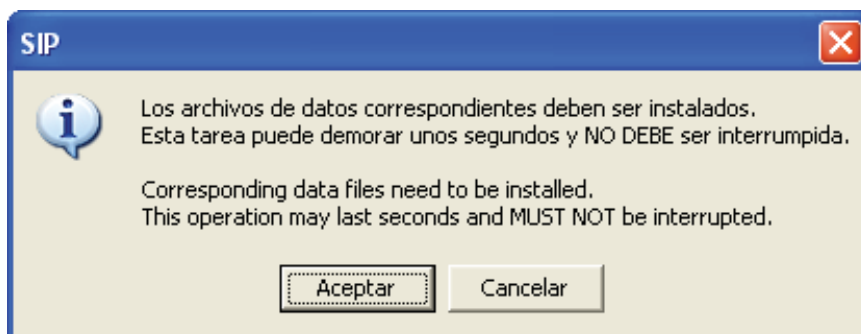 SIP
Los archivos de datos correspondientes deben ser instalados.
Esta tarea puede demorar unos segundos y NO DEBE ser interrumpida.
Corresponding data files need to be installed.
This operation may last seconds and MUST NOT be interrupted.
Aceptar
Cancelar